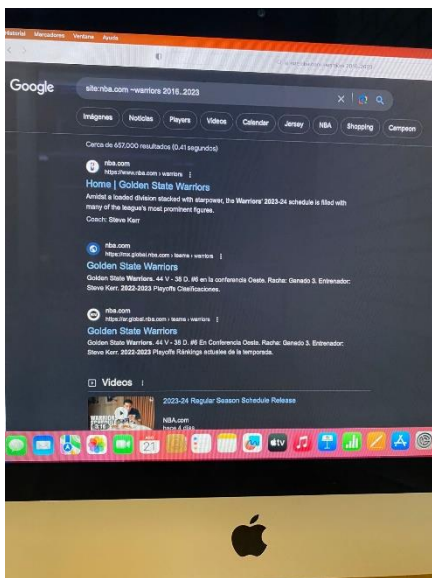 Historial Marcadores Ventana Ayuda
Google
site:nba.com ~warriors 2016..2023
Imágenes Noticias Players Videos Calendar Jersey NBA Shopping Campeon
Cerca de 657,000 resultados (0.41 segundos)
nba.com
https://www.nba.com › warriors
Home | Golden State Warriors
Amidst a loaded division stacked with starpower, the Warriors' 2023-24 schedule is filled with
many of the league's most prominent figures.
Coach: Steve Kerr
nba.com
https://mx.global.nba.com › teams › warriors
Golden State Warriors
Golden State Warriors. 44 V - 38 D. #6 en la conferencia Oeste. Racha: Ganado 3. Entrenador:
Steve Kerr. 2022-2023 Playoffs Clasificaciones.
nba.com
https://ar.global.nba.com › teams › warriors
Golden State Warriors
Golden State Warriors. 44 V - 38 D. #6 En Conferencia Oeste. Racha: Ganado 3. Entrenador:
Steve Kerr. 2022-2023 Playoffs Ránkings actuales de la temporada.
Videos
2023-24 Regular Season Schedule Release
NBA.com
hace 4 días
21
tv